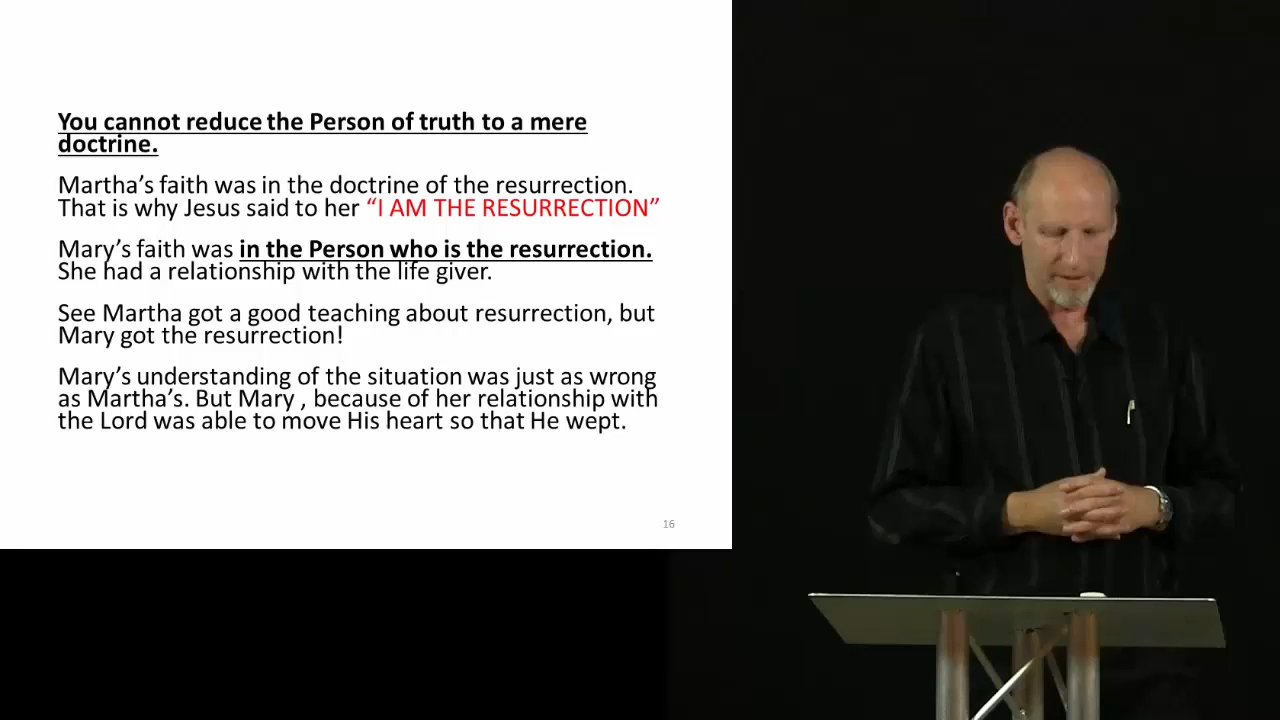 You cannot reduce the Person of truth to a mere
doctrine.
Martha’s faith was in the doctrine of the resurrection.
That is why Jesus said to her “I AM THE RESURRECTION”
Mary’s faith was in the Person who is the resurrection.
She had a relationship with the life giver.
See Martha got a good teaching about resurrection, but
Mary got the resurrection!
Mary’s understanding of the situation was just as wrong
as Martha’s. But Mary , because of her relationship with
the Lord was able to move His heart so that He wept.
16